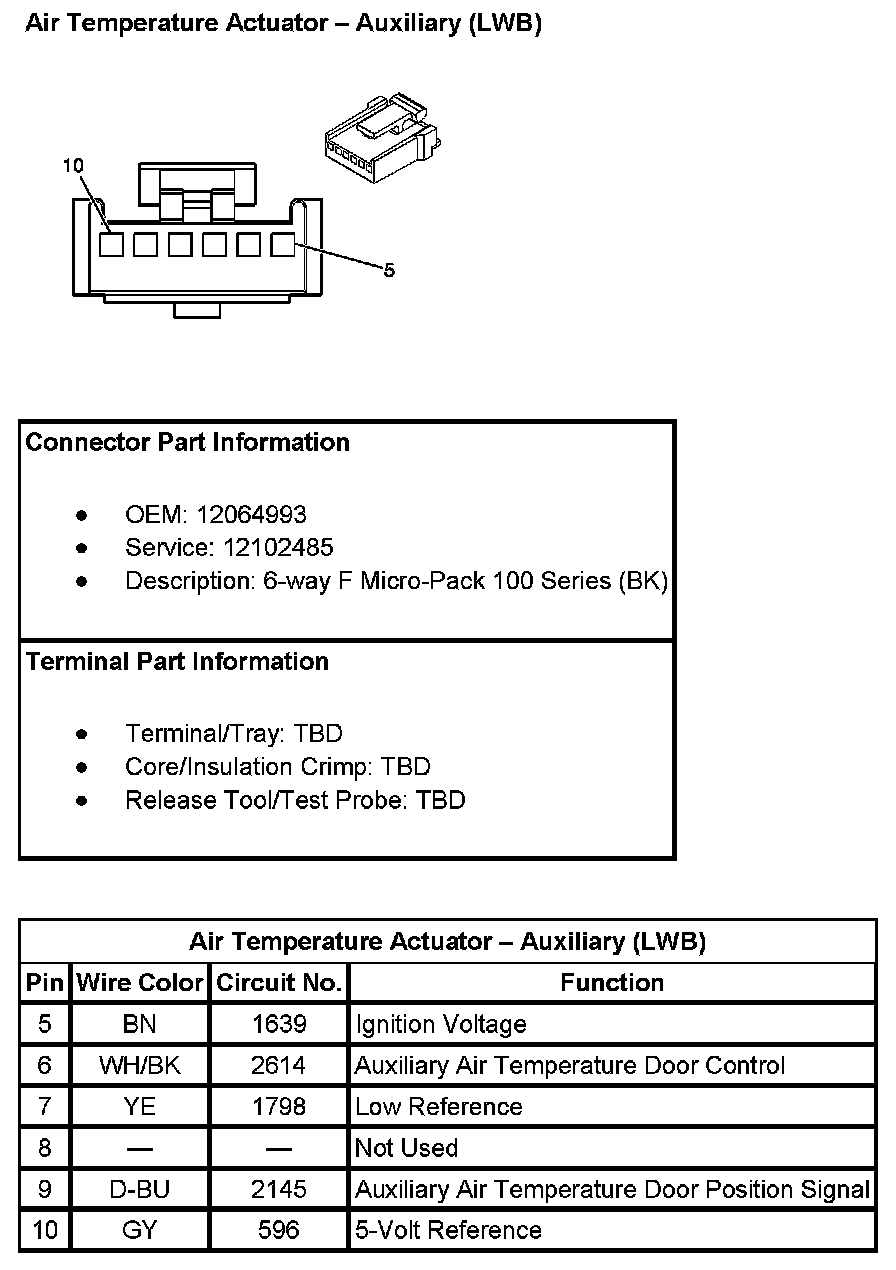 Air Temperature Actuator – Auxiliary (LWB)
10
5
Connector Part Information
● OEM: 12064993
● Service: 12102485
● Description: 6-way F Micro-Pack 100 Series (BK)
Terminal Part Information
● Terminal/Tray: TBD
● Core/Insulation Crimp: TBD
● Release Tool/Test Probe: TBD
Air Temperature Actuator – Auxiliary (LWB)
Pin Wire Color Circuit No. Function
5 BN 1639 Ignition Voltage
6 WH/BK 2614 Auxiliary Air Temperature Door Control
7 YE 1798 Low Reference
8 — — Not Used
9 D-BU 2145 Auxiliary Air Temperature Door Position Signal
10 GY 596 5-Volt Reference